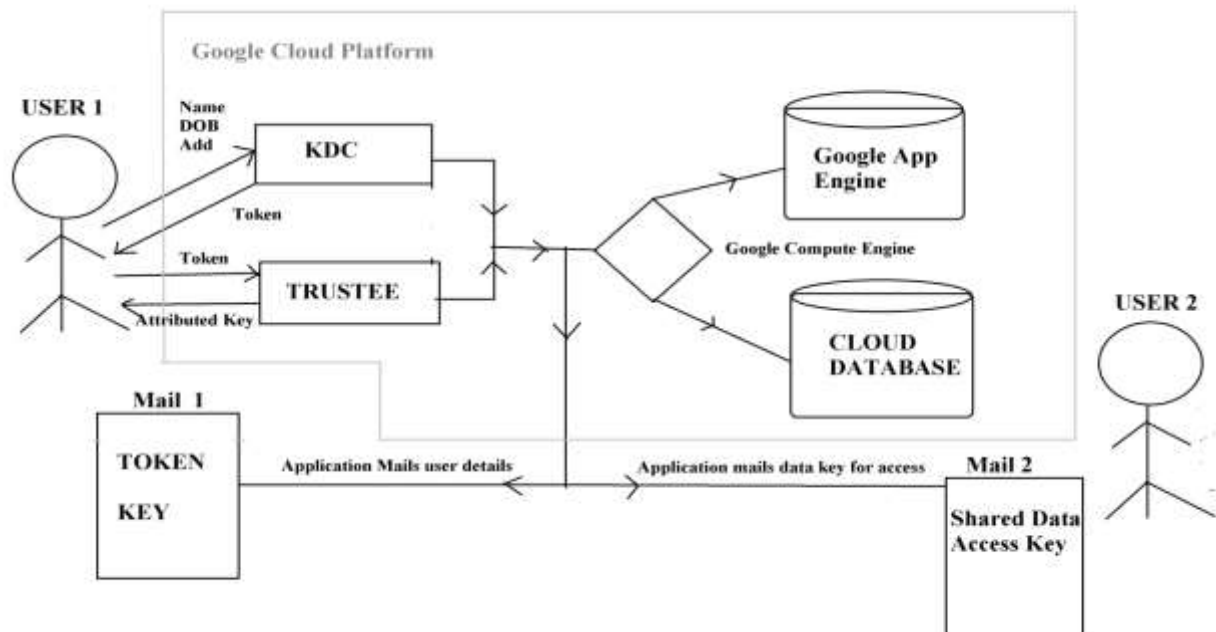 Google Cloud Platform
USER 1
Name
DOB
Add
KDC
Token
Token
TRUSTEE
Attributed Key
Google App
Engine
Google Compute Engine
CLOUD
DATABASE
USER 2
Mail 1
TOKEN
KEY
Application Mails user details
Application mails data key for access
Mail 2
Shared Data
Access Key